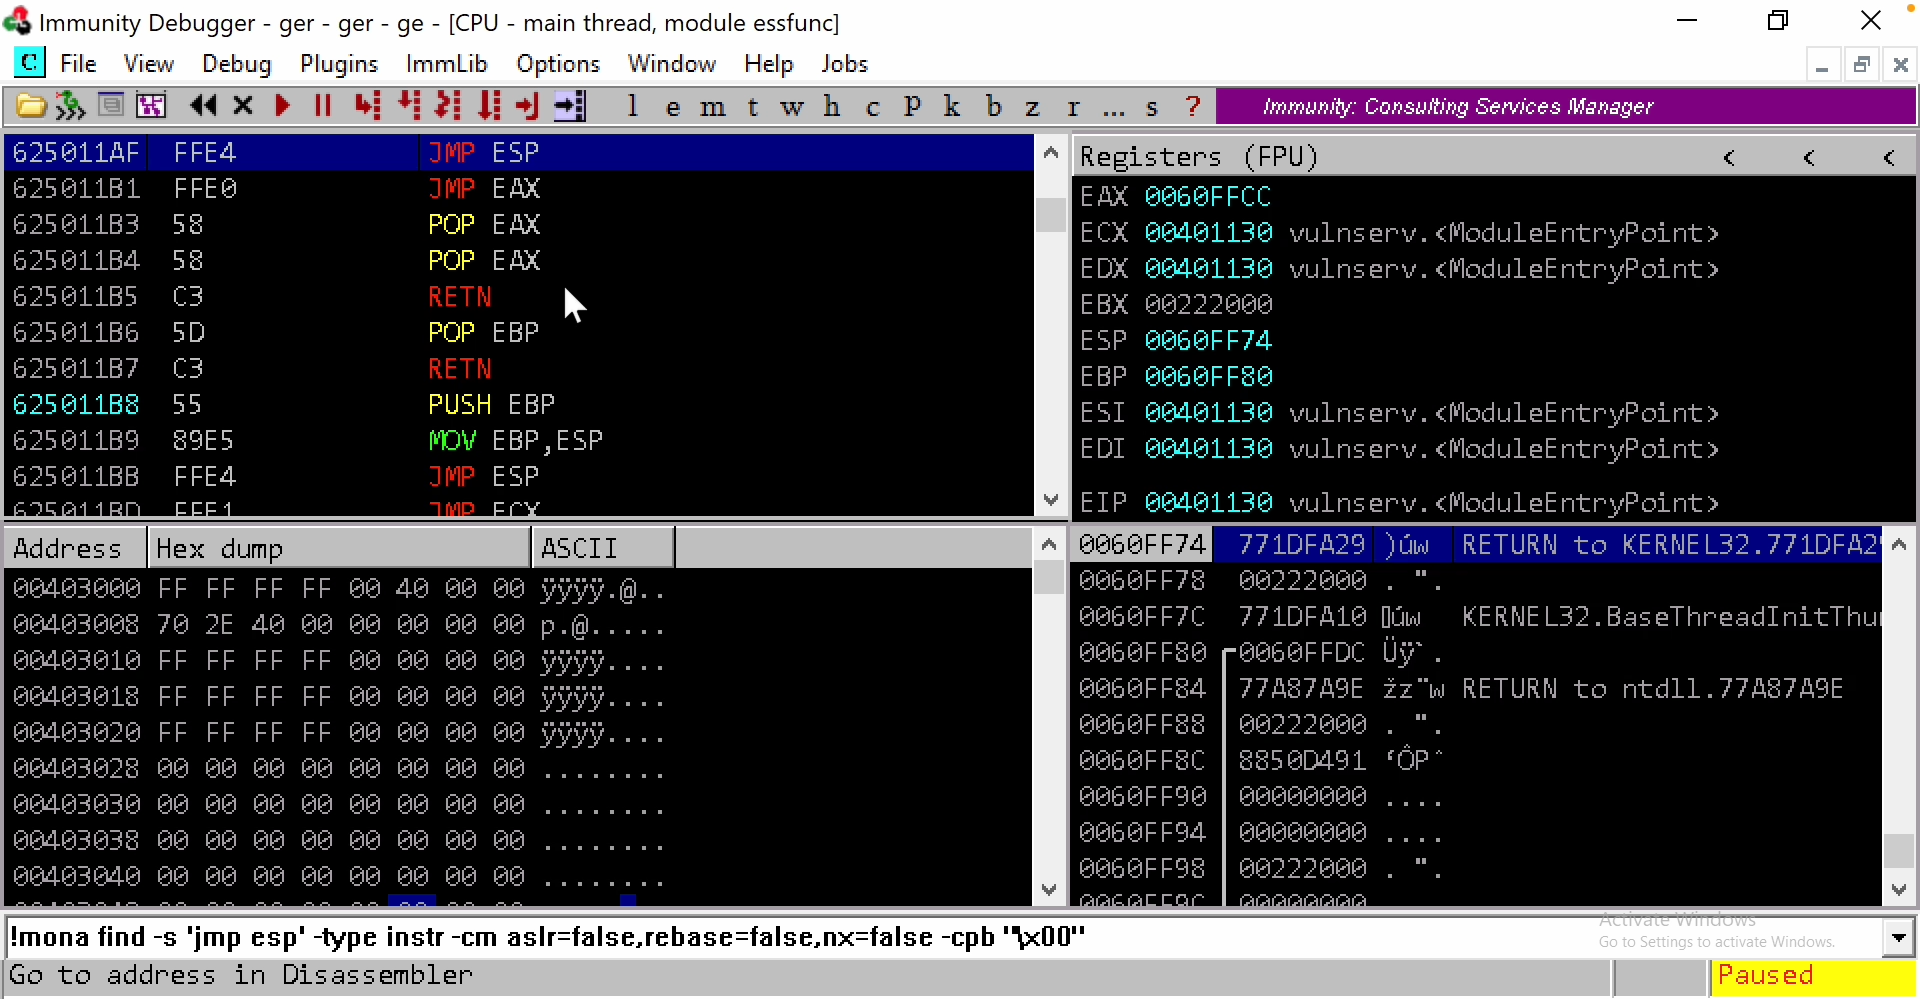 Immunity Debugger - ger - ger - ge - [CPU - main thread, module essfunc]
C File View Debug Plugins ImmLib Options Window Help Jobs
l e m t w h c P k b z r ... s ? Immunity: Consulting Services Manager
625011AF FFE4 JMP ESP
625011B1 FFE0 JMP EAX
625011B3 58 POP EAX
625011B4 58 POP EAX
625011B5 C3 RETN
625011B6 5D POP EBP
625011B7 C3 RETN
625011B8 55 PUSH EBP
625011B9 89E5 MOV EBP,ESP
625011BB FFE4 JMP ESP
625011BD FFE1 JMP ECX
Registers (FPU) < < <
EAX 0060FFCC
ECX 00401130 vulnserv.<ModuleEntryPoint>
EDX 00401130 vulnserv.<ModuleEntryPoint>
EBX 00222000
ESP 0060FF74
EBP 0060FF80
ESI 00401130 vulnserv.<ModuleEntryPoint>
EDI 00401130 vulnserv.<ModuleEntryPoint>
EIP 00401130 vulnserv.<ModuleEntryPoint>
Address Hex dump ASCII
00403000 FF FF FF FF 00 40 00 00 ÿÿÿÿ.@..
00403008 70 2E 40 00 00 00 00 00 p.@.....
00403010 FF FF FF FF 00 00 00 00 ÿÿÿÿ....
00403018 FF FF FF FF 00 00 00 00 ÿÿÿÿ....
00403020 FF FF FF FF 00 00 00 00 ÿÿÿÿ....
00403028 00 00 00 00 00 00 00 00 ........
00403030 00 00 00 00 00 00 00 00 ........
00403038 00 00 00 00 00 00 00 00 ........
00403040 00 00 00 00 00 00 00 00 ........
0060FF74 771DFA29 )úw RETURN to KERNEL32.771DFA2
0060FF78 00222000 . ".
0060FF7C 771DFA10 úw KERNEL32.BaseThreadInitThu
0060FF80 0060FFDC Üÿ`.
0060FF84 77A87A9E žz¨w RETURN to ntdll.77A87A9E
0060FF88 00222000 . ".
0060FF8C 8850D491 ‘ÔPˆ
0060FF90 00000000 ....
0060FF94 00000000 ....
0060FF98 00222000 . ".
0060FF9C 00000000
!mona find -s 'jmp esp' -type instr -cm aslr=false,rebase=false,nx=false -cpb "\x00"
Activate Windows
Go to Settings to activate Windows.
Go to address in Disassembler
Paused